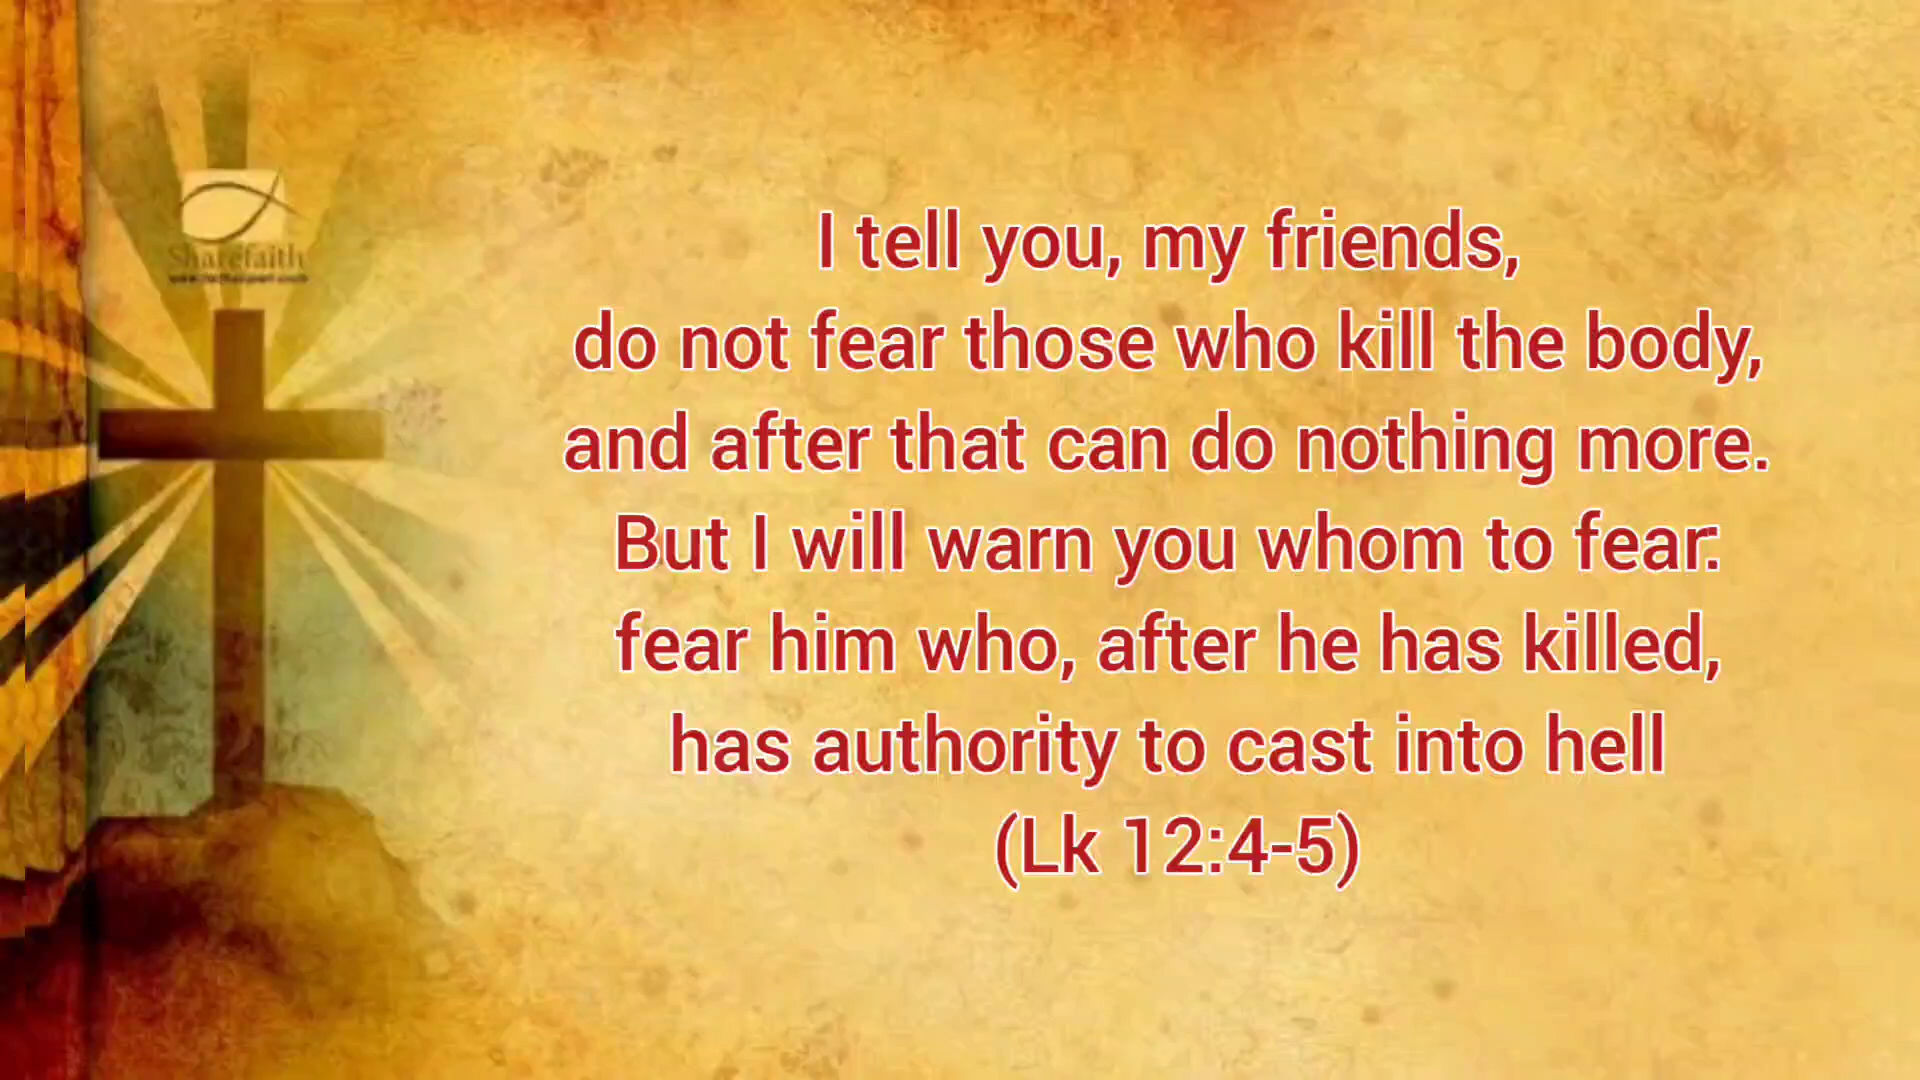 Sharefaith
I tell you, my friends,
do not fear those who kill the body,
and after that can do nothing more.
But I will warn you whom to fear:
fear him who, after he has killed,
has authority to cast into hell
(Lk 12:4-5)